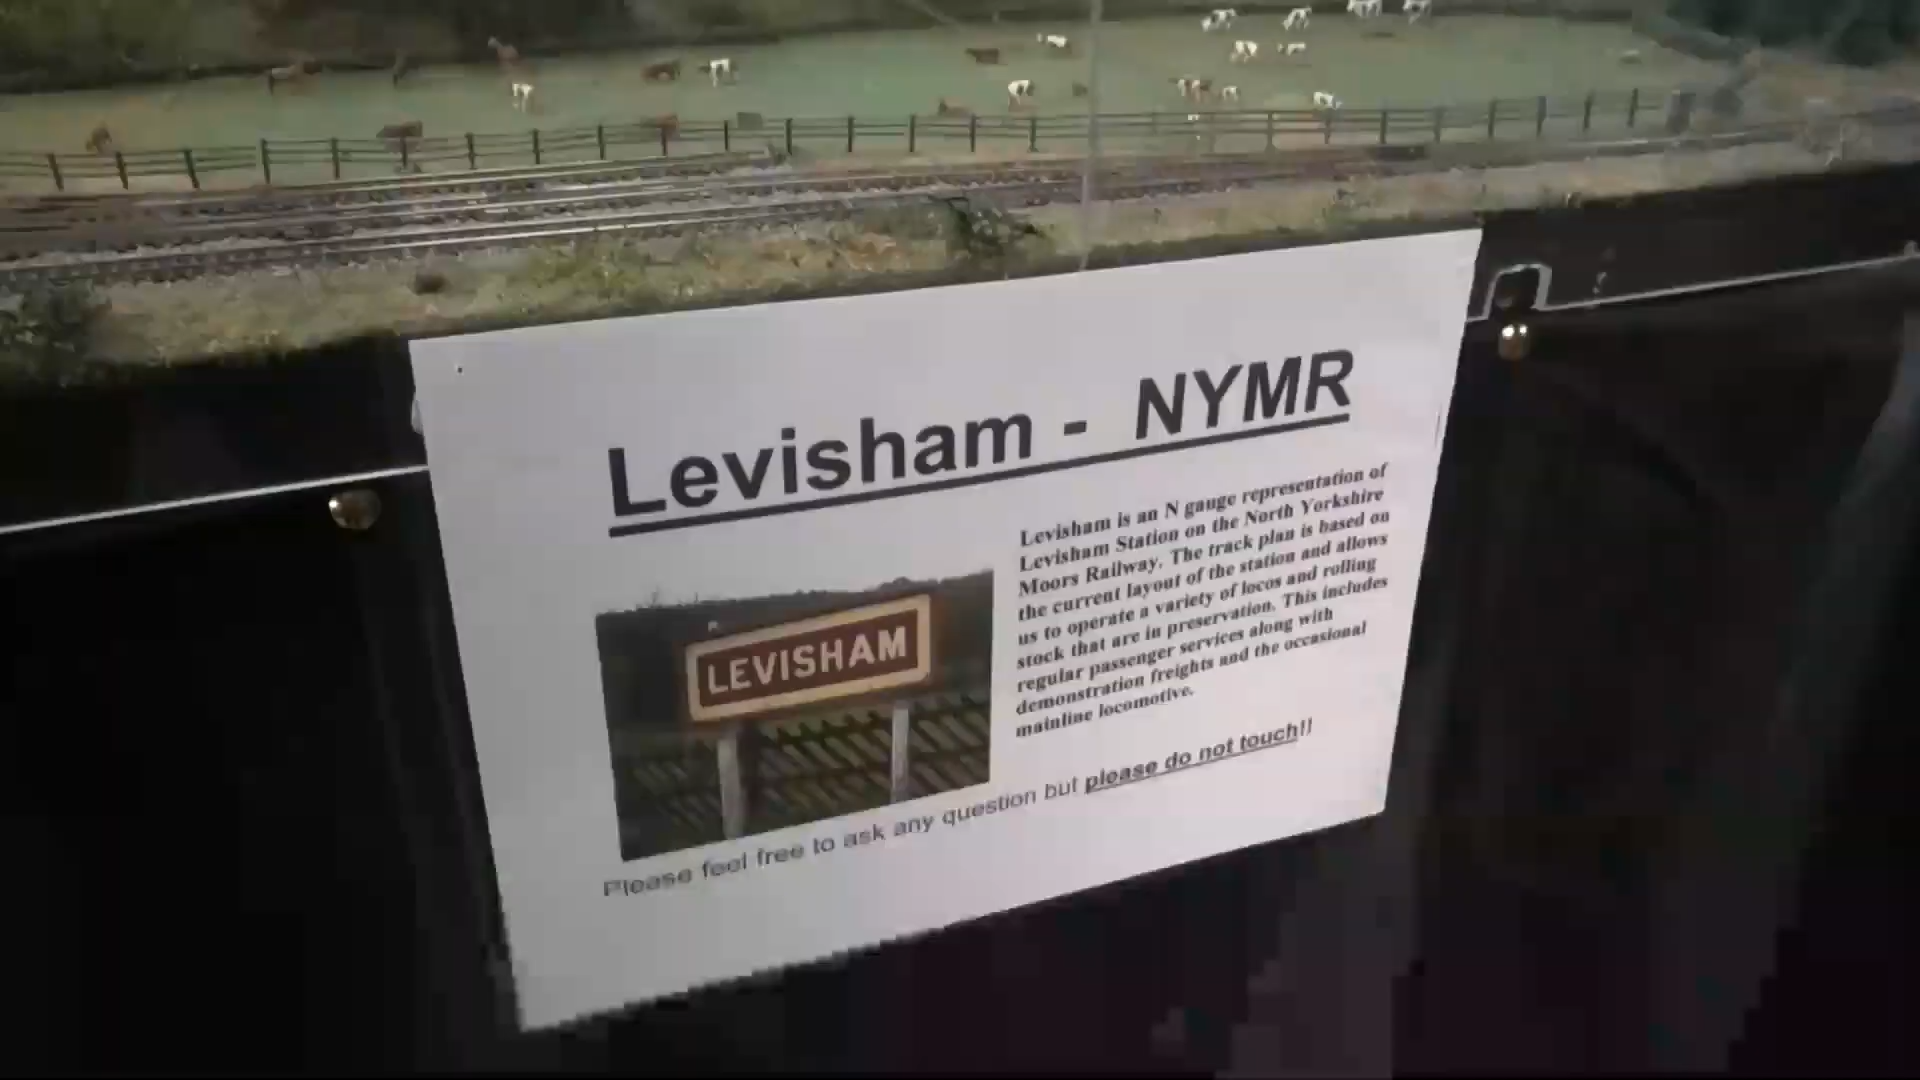 Levisham - NYMR
Levisham is an N gauge representation of
Levisham Station on the North Yorkshire
Moors Railway. The track plan is based on
the current layout of the station and allows
us to operate a variety of locos and rolling
stock that are in preservation. This includes
regular passenger services along with
demonstration freights and the occasional
mainline locomotive.
LEVISHAM
Please feel free to ask any question but please do not touch!!